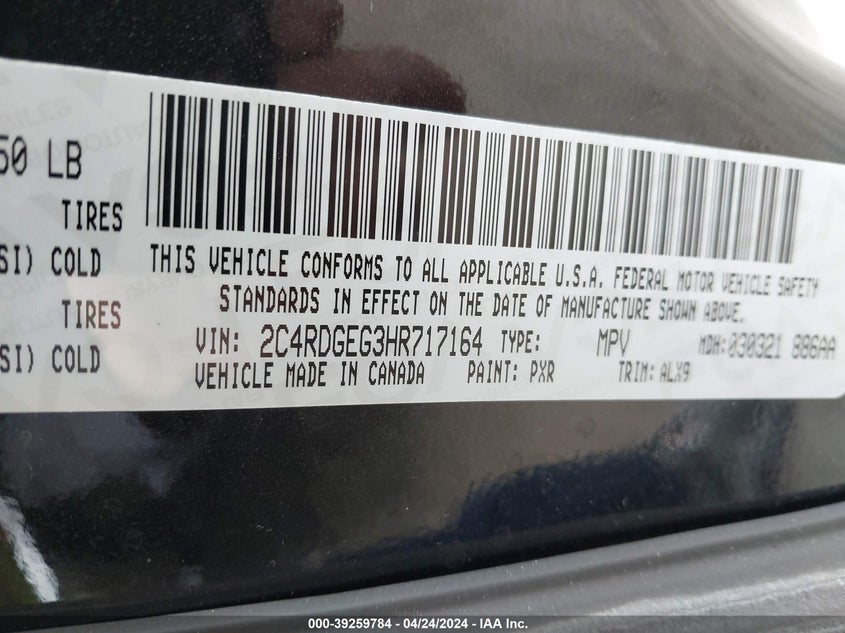 50 LB
TIRES
SI) COLD
TIRES
SI) COLD
THIS VEHICLE CONFORMS TO ALL APPLICABLE U.S.A. FEDERAL MOTOR VEHICLE SAFETY
STANDARDS IN EFFECT ON THE DATE OF MANUFACTURE SHOWN ABOVE.
VIN: 2C4RDGEG3HR717164 TYPE: MPV MDH:030321 886AA
VEHICLE MADE IN CANADA PAINT: PXR TRIM: ALX9
000-39259784 - 04/24/2024 - IAA Inc.